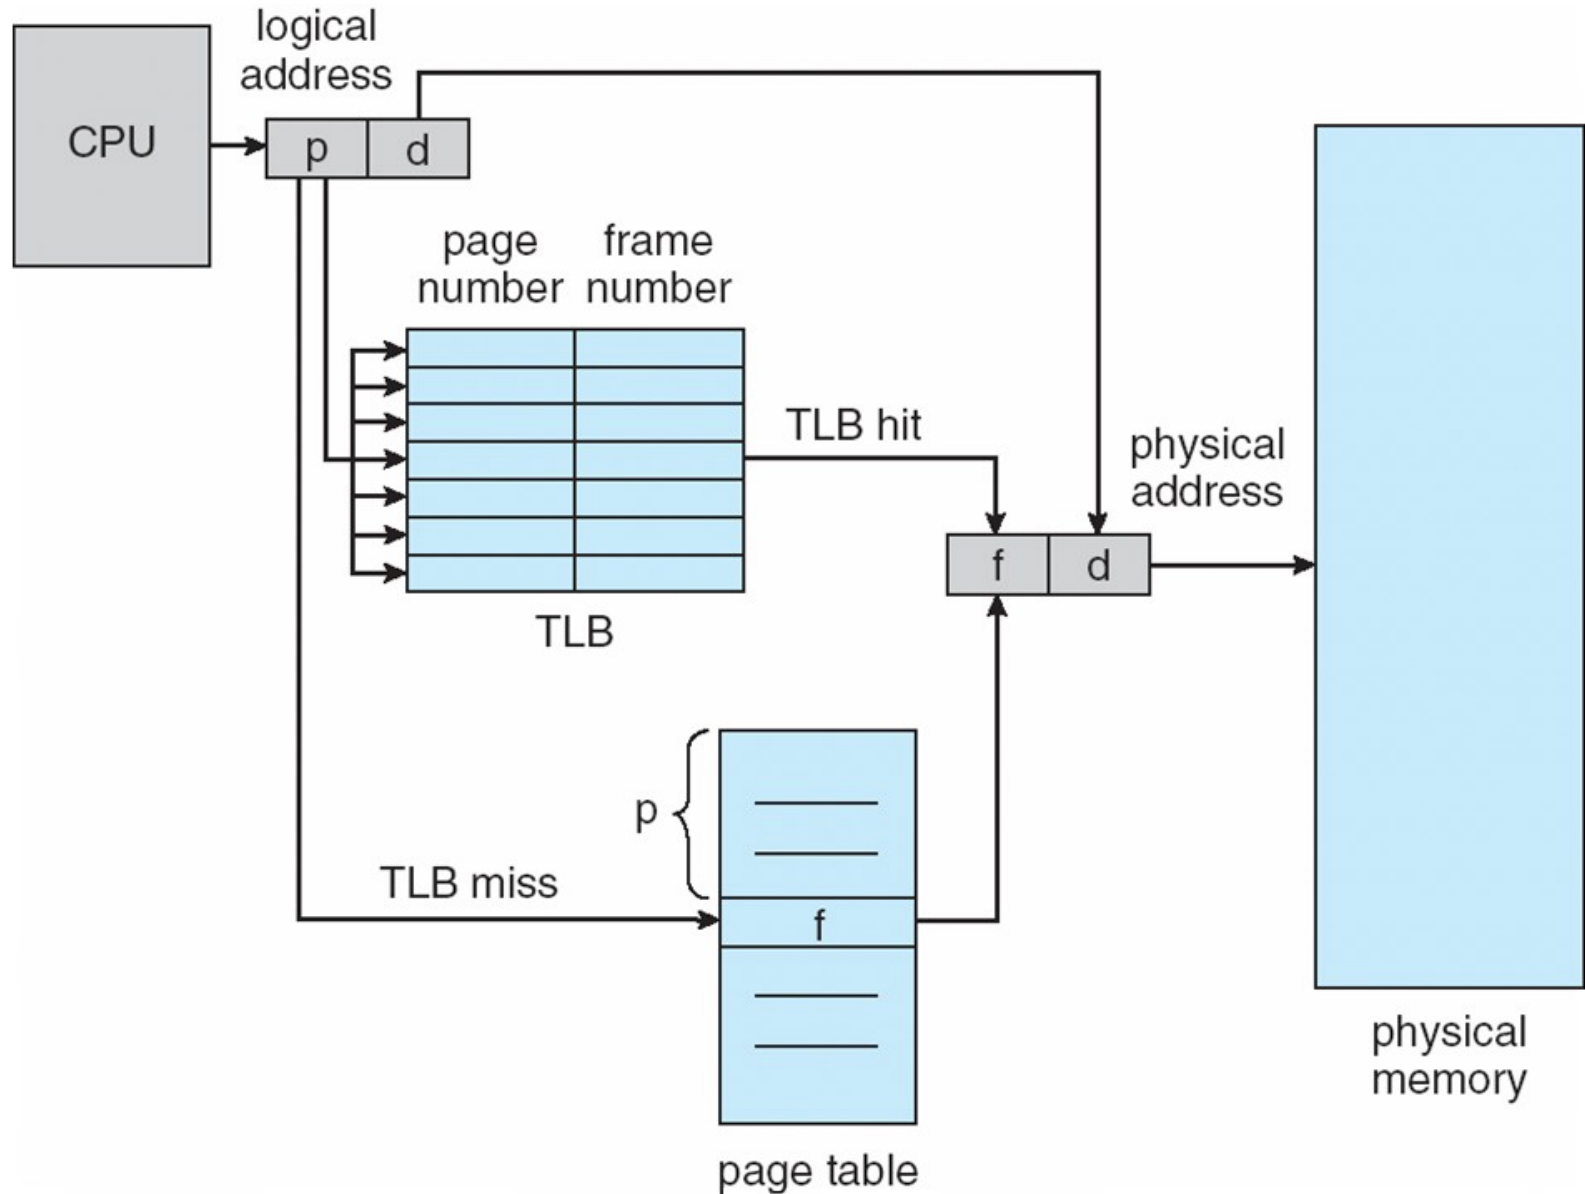 logical
address
CPU
p
d
page
number
frame
number
TLB hit
physical
address
f
d
TLB
p
TLB miss
f
physical
memory
page table